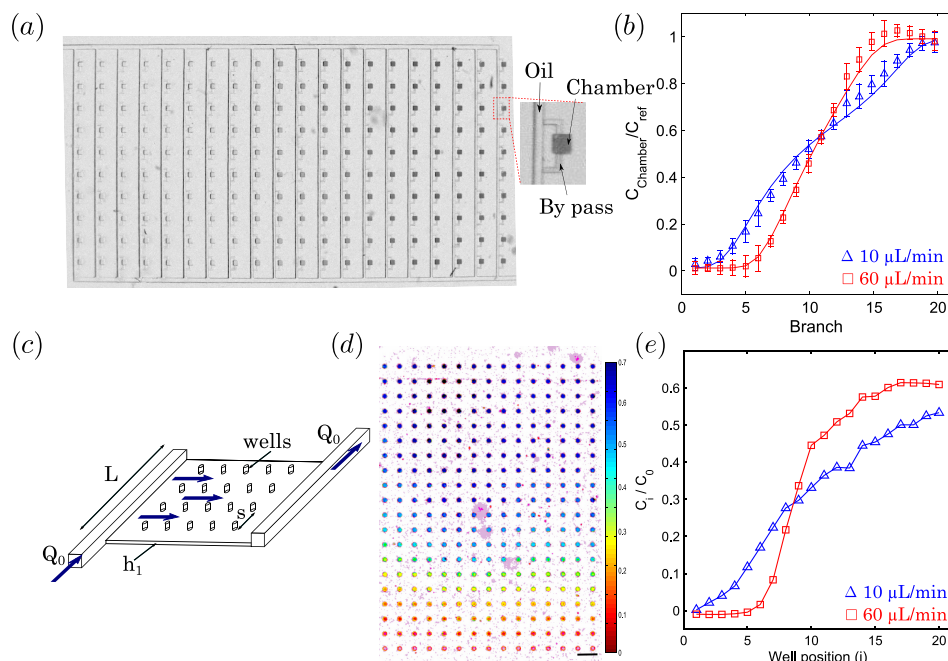 (a)
Oil
Chamber
By pass
(b)
C_Chamber/C_ref
1
0.8
0.6
0.4
0.2
0
0 5 10 15 20
Branch
10 µL/min
60 µL/min
(c)
Q_0
L
wells
s
h_1
Q_0
(d)
0.7
0.6
0.5
0.4
0.3
0.2
0.1
0
(e)
C_i / C_0
0.6
0.5
0.4
0.3
0.2
0.1
0
0 5 10 15 20
Well position (i)
10 µL/min
60 µL/min